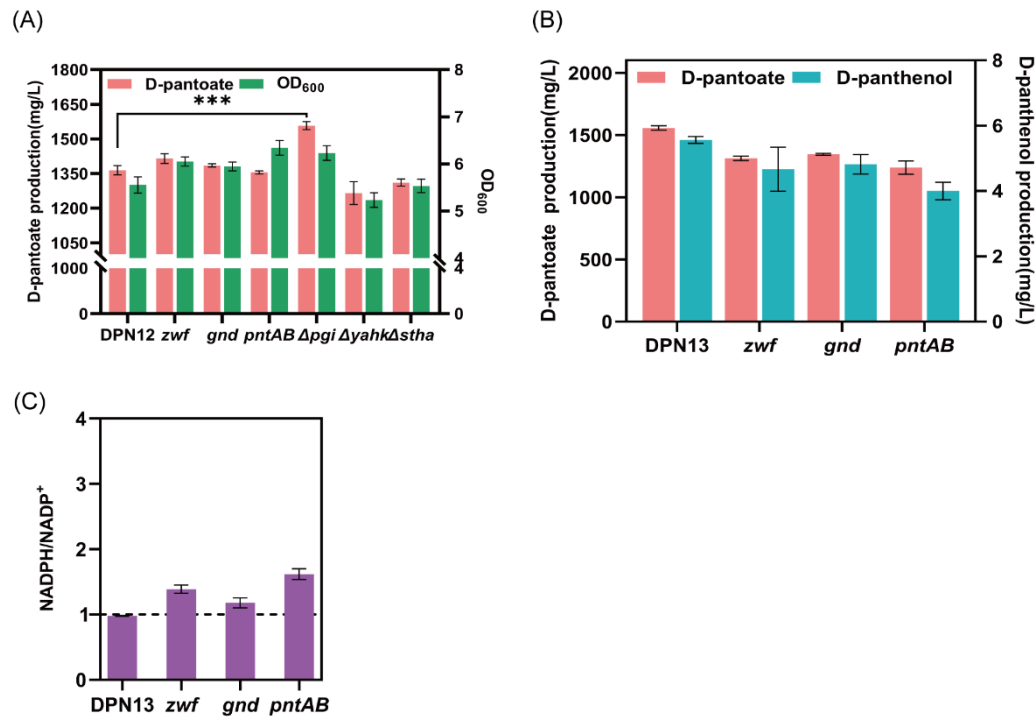 (A)
D-pantoate production(mg/L)
1800
1650
1500
1350
1200
1050
1000
0
D-pantoate OD600
***
8
7
6
5
4
4
0
OD600
DPN12 zwf gnd pntAB Δpgi Δyahk Δstha
(B)
D-pantoate production(mg/L)
2000
1500
1000
500
0
D-pantoate D-panthenol
8
6
4
2
0
D-panthenol production(mg/L)
DPN13 zwf gnd pntAB
(C)
NADPH/NADP+
4
3
2
1
0
DPN13 zwf gnd pntAB